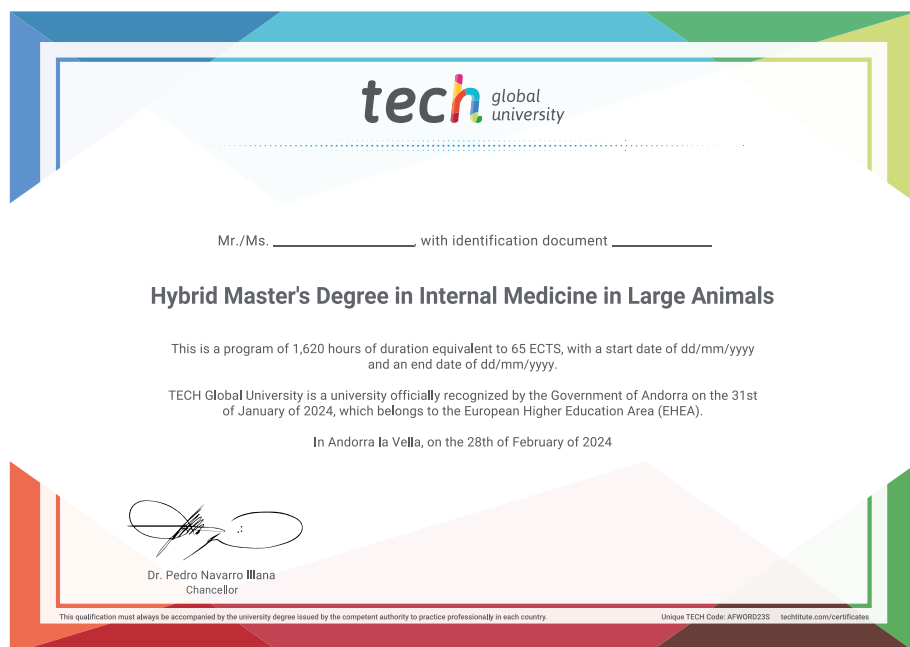 tech global university
Mr./Ms. ____________, with identification document ____________
Hybrid Master's Degree in Internal Medicine in Large Animals
This is a program of 1,620 hours of duration equivalent to 65 ECTS, with a start date of dd/mm/yyyy
and an end date of dd/mm/yyyy.
TECH Global University is a university officially recognized by the Government of Andorra on the 31st
of January of 2024, which belongs to the European Higher Education Area (EHEA).
In Andorra la Vella, on the 28th of February of 2024
Dr. Pedro Navarro Illana
Chancellor
This qualification must always be accompanied by the university degree issued by the competent authority to practice professionally in each country.
Unique TECH Code: AFWORD23S techtitute.com/certificates